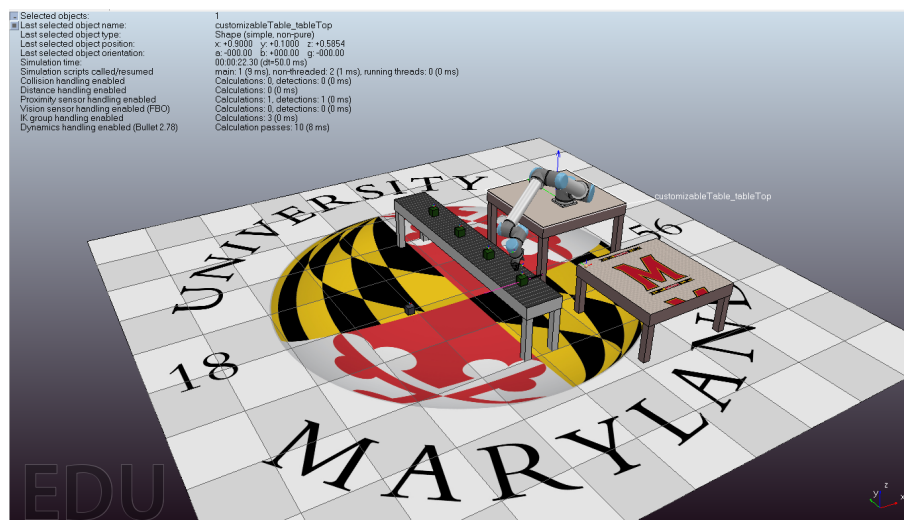 Selected objects: 1
Last selected object name: customizableTable_tableTop
Last selected object type: Shape (simple, non-pure)
Last selected object position: x: +0.9000 y: +0.1000 z: +0.5854
Last selected object orientation: a: -000.00 b: +000.00 g: -000.00
Simulation time: 00:00:22.30 (dt=50.0 ms)
Simulation scripts called/resumed main: 1 (9 ms), non-threaded: 2 (1 ms), running threads: 0 (0 ms)
Collision handling enabled Calculations: 0, detections: 0 (0 ms)
Distance handling enabled Calculations: 0 (0 ms)
Proximity sensor handling enabled Calculations: 1, detections: 1 (0 ms)
Vision sensor handling enabled (FBO) Calculations: 0, detections: 0 (0 ms)
IK group handling enabled Calculations: 3 (0 ms)
Dynamics handling enabled (Bullet 2.78) Calculation passes: 10 (8 ms)
UNIVERSITY
customizableTable_tableTop
56
M
18
MARYLAND
EDU
z
y
x